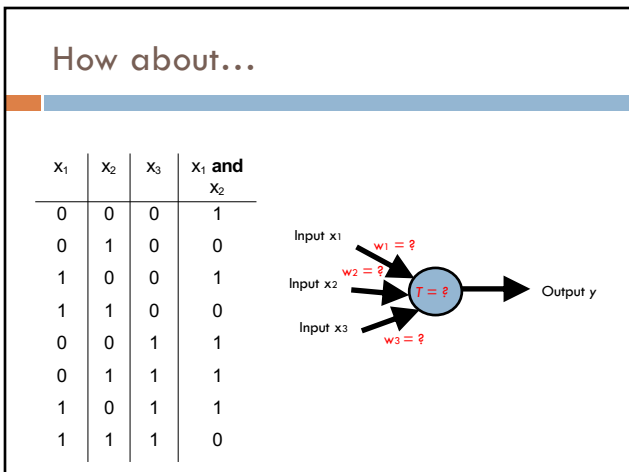 How about…
x₁ x₂ x₃ x₁ and
x₂
0 0 0 1
0 1 0 0
1 0 0 1
1 1 0 0
0 0 1 1
0 1 1 1
1 0 1 1
1 1 1 0
Input x₁
w₁ = ?
w₂ = ?
Input x₂
T = ?
Output y
Input x₃
w₃ = ?